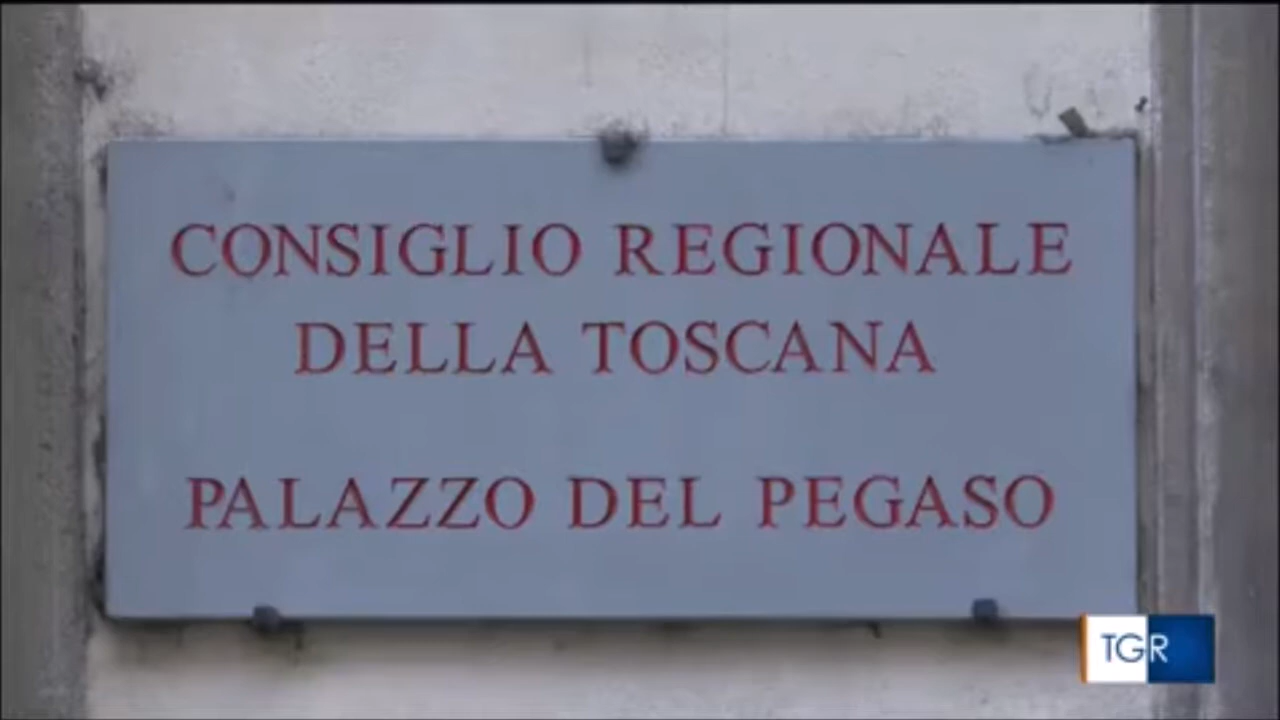 CONSIGLIO REGIONALE
DELLA TOSCANA
PALAZZO DEL PEGASO
TGR